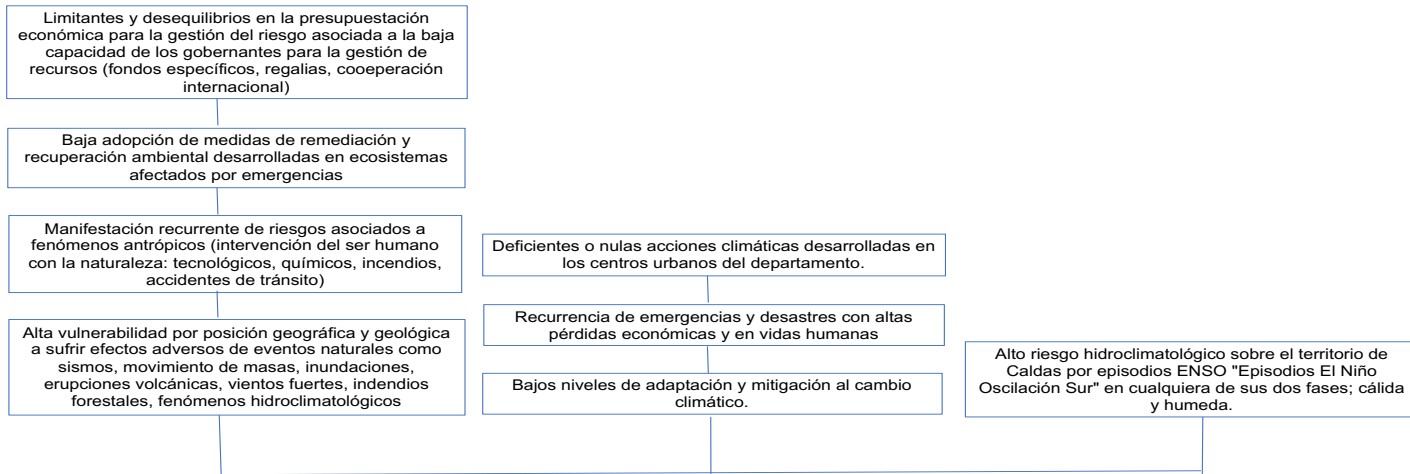 Limitantes y desequilibrios en la presupuestación
económica para la gestión del riesgo asociada a la baja
capacidad de los gobernantes para la gestión de
recursos (fondos específicos, regalias, cooeperación
internacional)
Baja adopción de medidas de remediación y
recuperación ambiental desarrolladas en ecosistemas
afectados por emergencias
Manifestación recurrente de riesgos asociados a
fenómenos antrópicos (intervención del ser humano
con la naturaleza: tecnológicos, químicos, incendios,
accidentes de tránsito)
Alta vulnerabilidad por posición geográfica y geológica
a sufrir efectos adversos de eventos naturales como
sismos, movimiento de masas, inundaciones,
erupciones volcánicas, vientos fuertes, indendios
forestales, fenómenos hidroclimatológicos
Deficientes o nulas acciones climáticas desarrolladas en
los centros urbanos del departamento.
Recurrencia de emergencias y desastres con altas
pérdidas económicas y en vidas humanas
Bajos niveles de adaptación y mitigación al cambio
climático.
Alto riesgo hidroclimatológico sobre el territorio de
Caldas por episodios ENSO "Episodios El Niño
Oscilación Sur" en cualquiera de sus dos fases; cálida
y humeda.